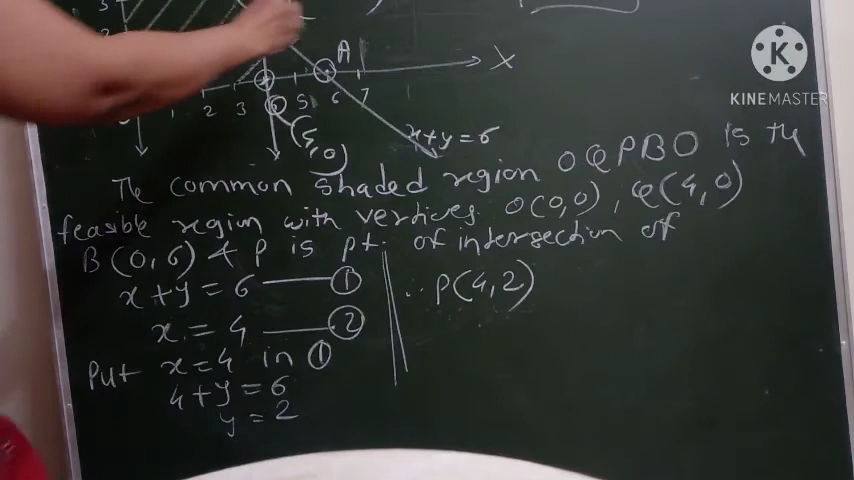 3
KINEMASTER
A
X
2 3 5 6 7
(4,0)
x+y=6
The common shaded region OQPBO is the
feasible region with vertices O(0,0), Q(4,0)
B(0,6) & P is pt. of intersection of
x+y=6 — ①
x = 4 — ②
∴ P(4,2)
Put x=4 in ①
4+y=6
y = 2